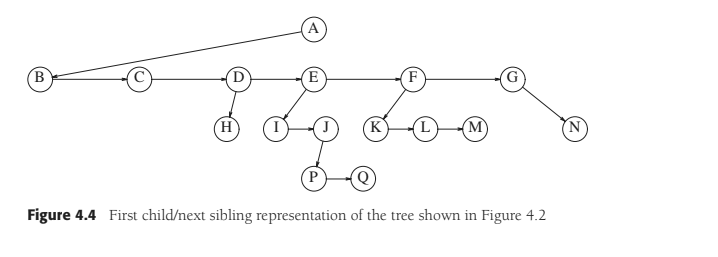 A
B C D E F G
H I J K L M N
P Q
Figure 4.4 First child/next sibling representation of the tree shown in Figure 4.2